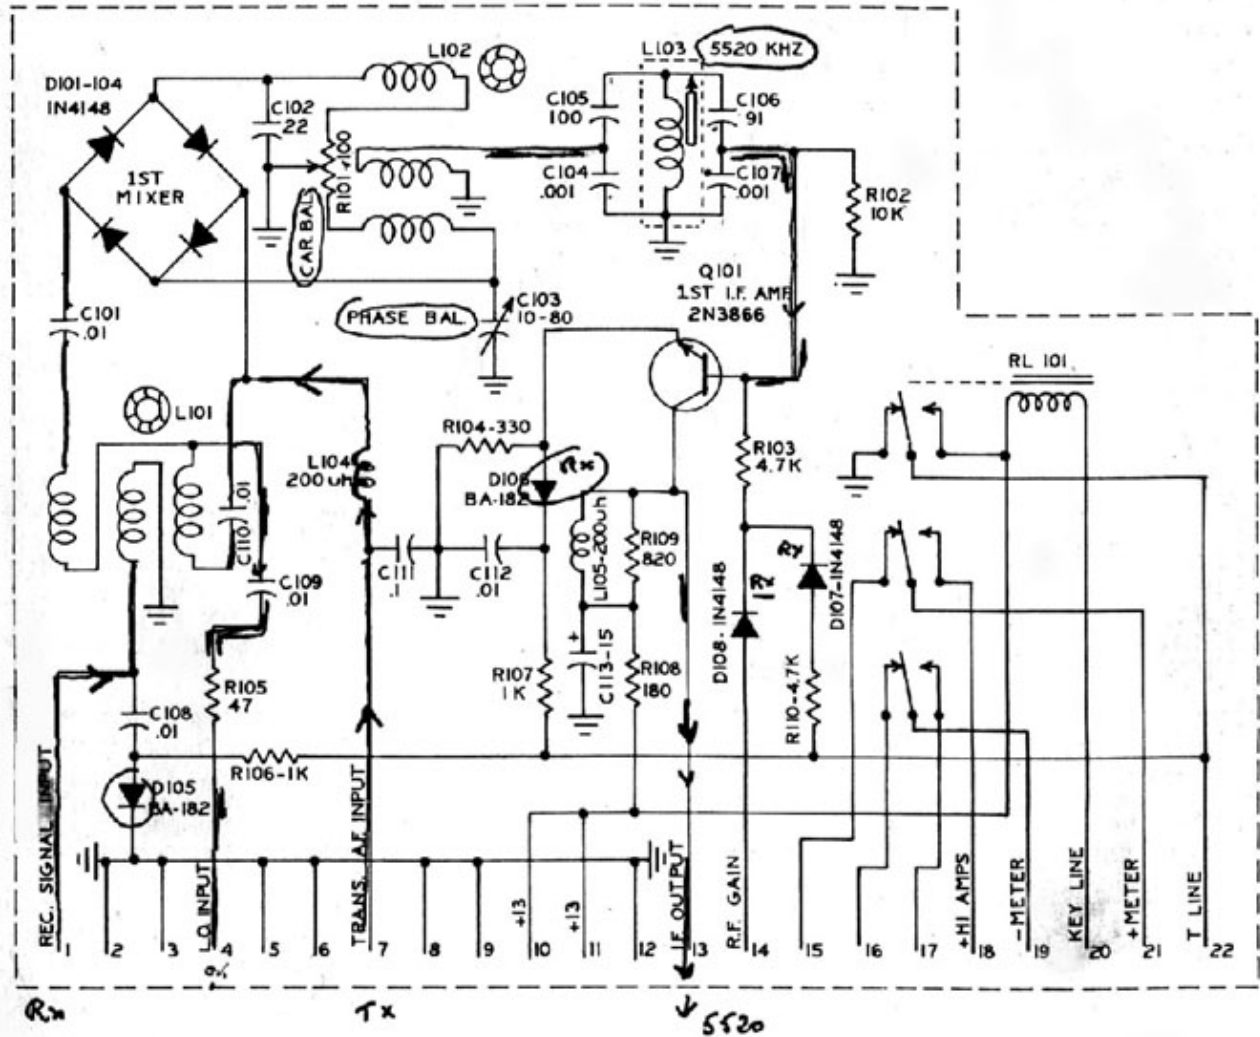 L102
L103
5520 KHZ
D101-104
1N4148
C102
.22
R101-100
C105
100
C106
91
1ST
MIXER
C104
.001
C107
.001
R102
10K
CAR BAL
Q101
1ST I.F. AMP
2N3866
C101
.01
PHASE BAL
C103
10-80
RL 101
L101
R104-330
R103
4.7K
L104
200uh
D106
BA-182
Rx
C110
.01
L105-200uh
R109
820
D107-1N4148
C109
.01
C111
.1
C112
.01
D108-1N4148
R105
47
R107
1K
C113-15
+
R108
180
R110-4.7K
C108
.01
R106-1K
D105
BA-182
REC. SIGNAL INPUT
L.O INPUT
TRANS. A.F. INPUT
+13
+13
I.F. OUTPUT
R.F. GAIN
+HI AMPS
-METER
KEY LINE
+METER
T LINE
1 2 3 4 5 6 7 8 9 10 11 12 13 14 15 16 17 18 19 20 21 22
Rx
Tx
5520